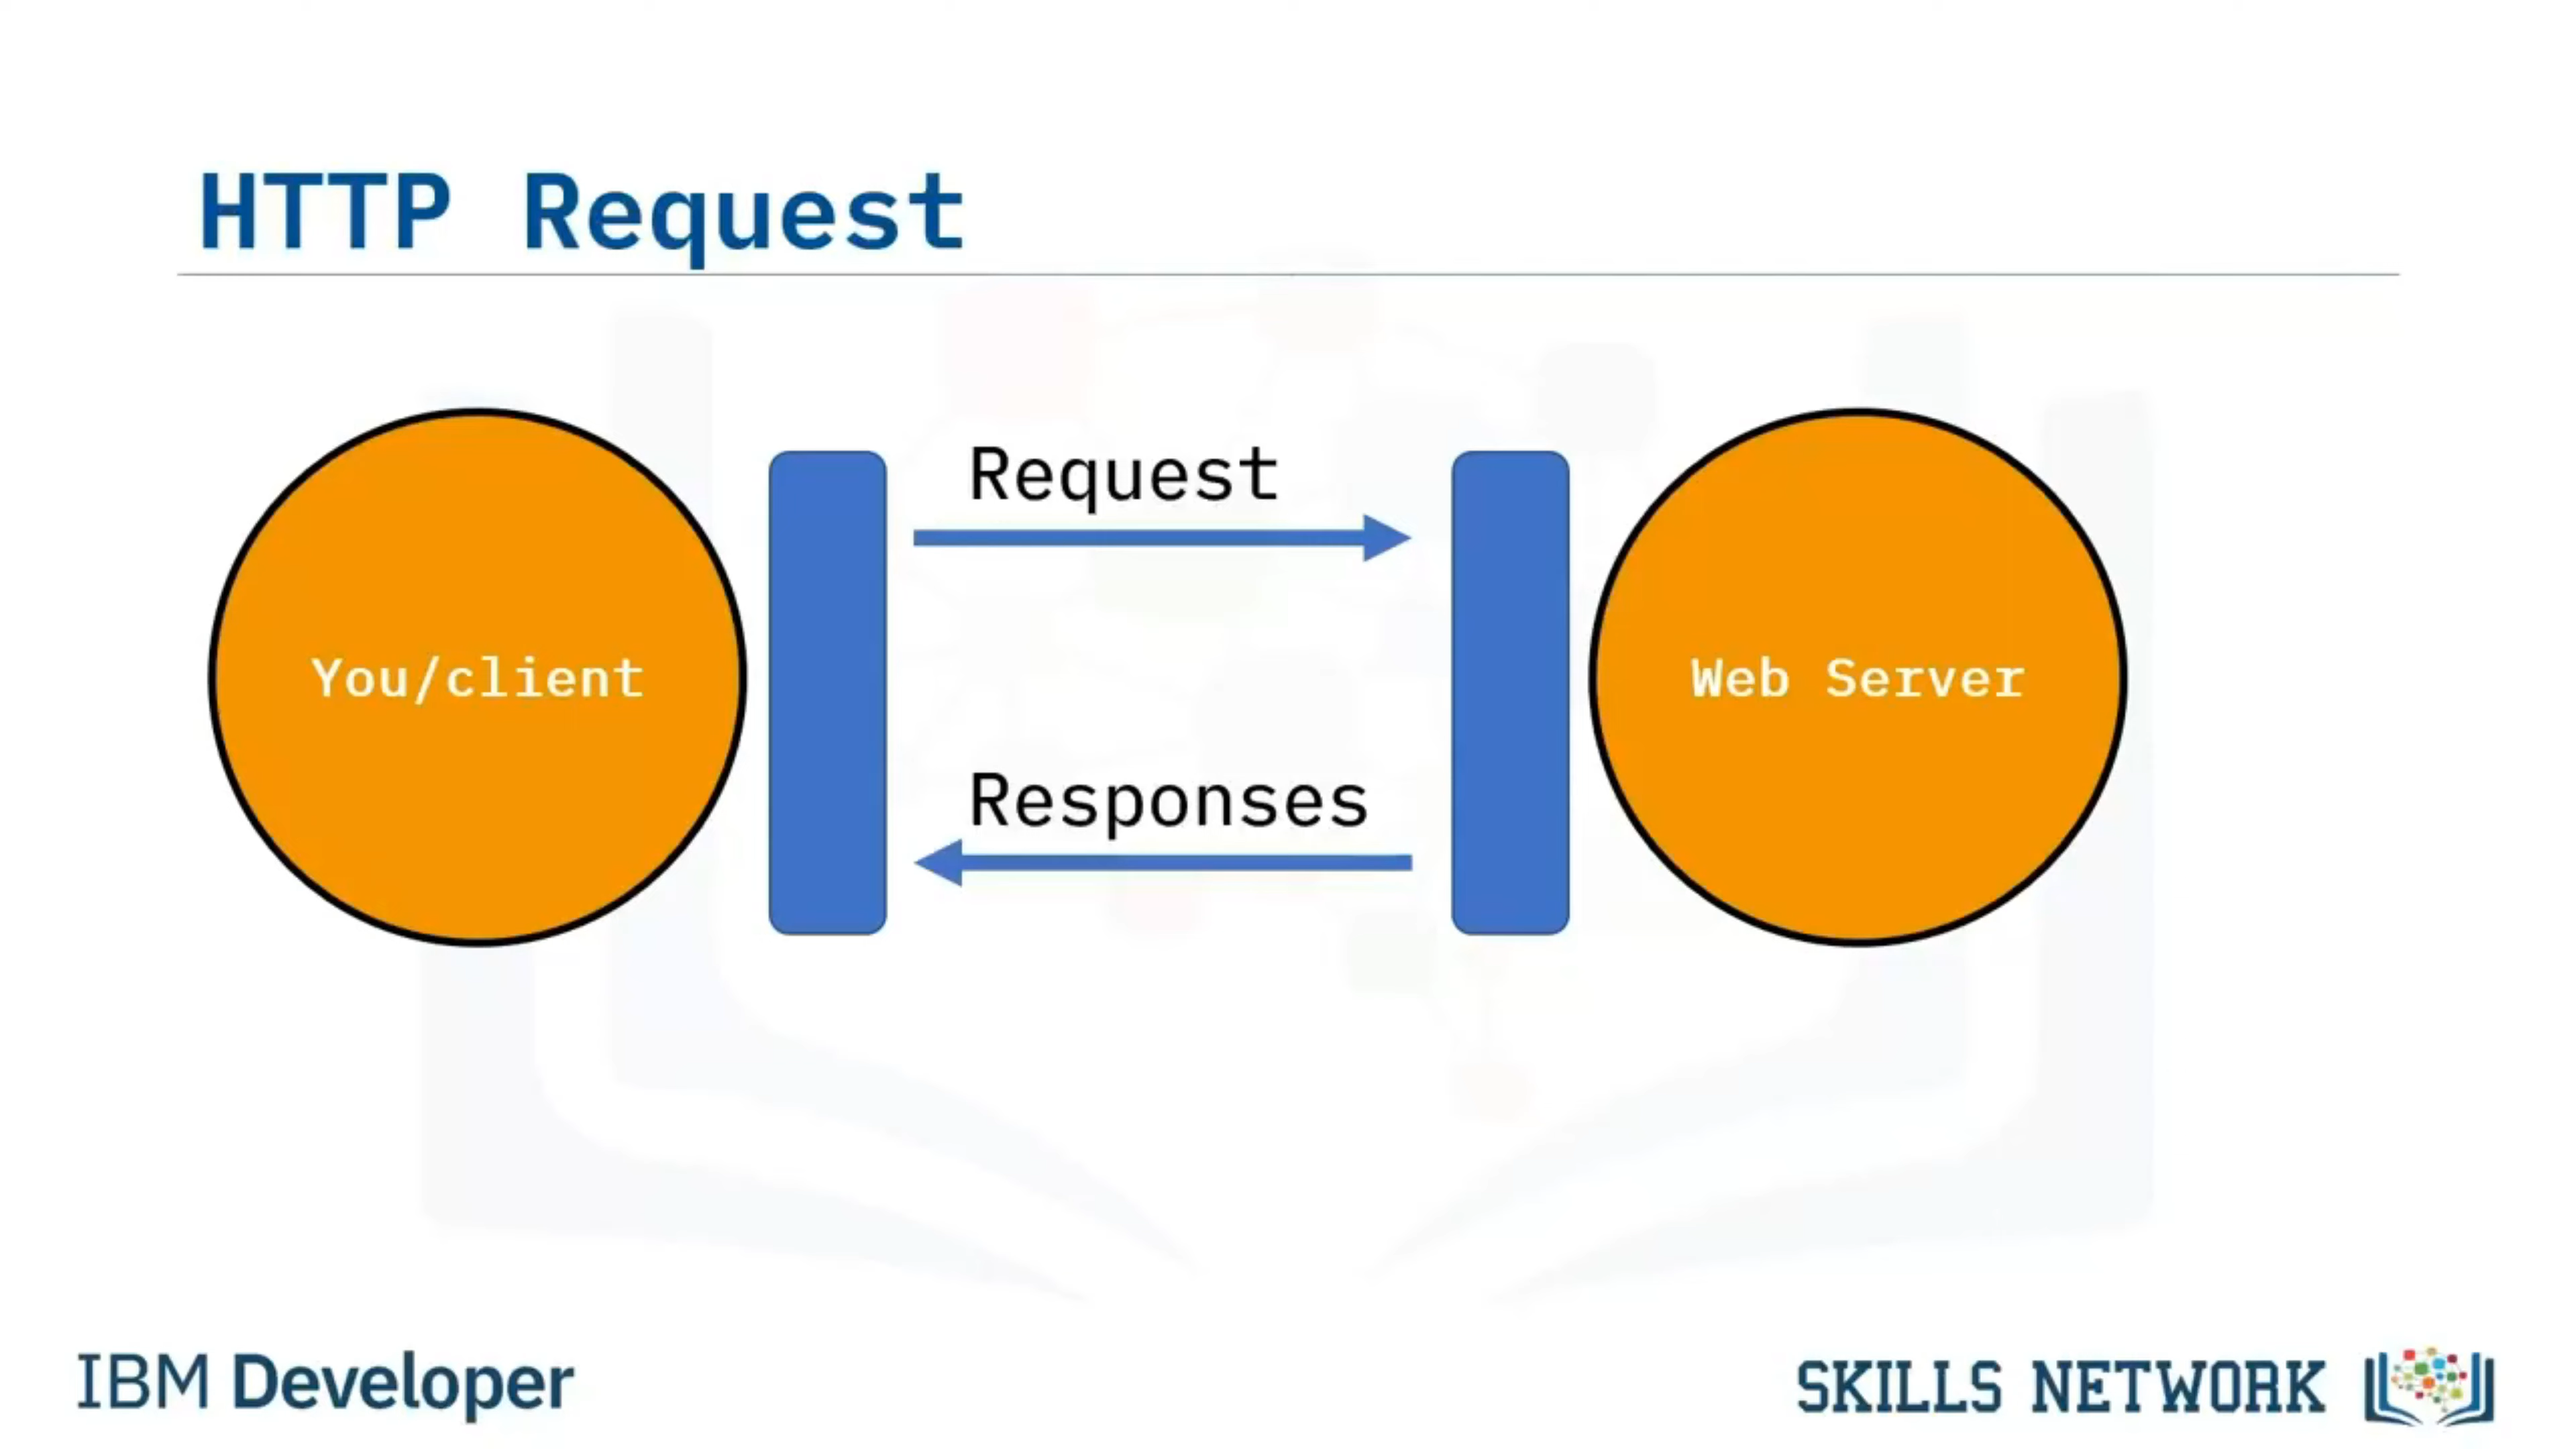 HTTP Request
Request
You/client
Web Server
Responses
IBM Developer
SKILLS NETWORK